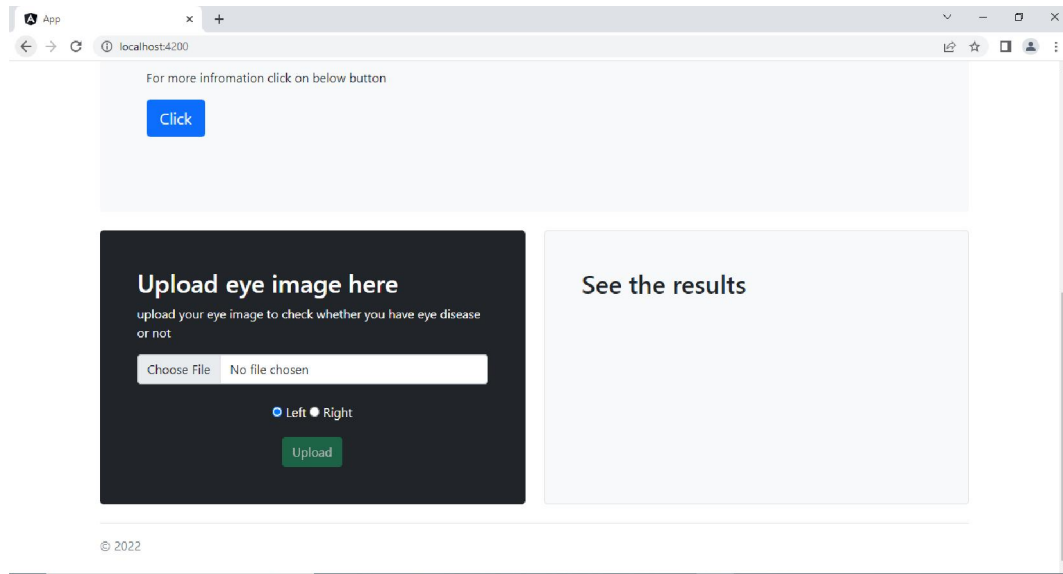 App
localhost:4200
For more infromation click on below button
Click
Upload eye image here
upload your eye image to check whether you have eye disease
or not
Choose File No file chosen
Left Right
Upload
See the results
© 2022